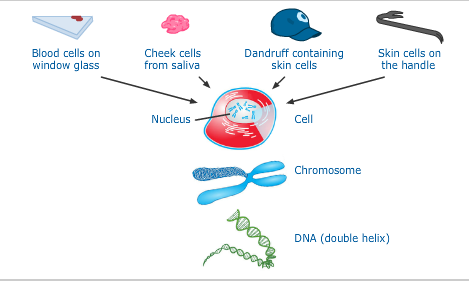 Blood cells on
window glass
Cheek cells
from saliva
Dandruff containing
skin cells
Skin cells on
the handle
Nucleus
Cell
Chromosome
DNA (double helix)